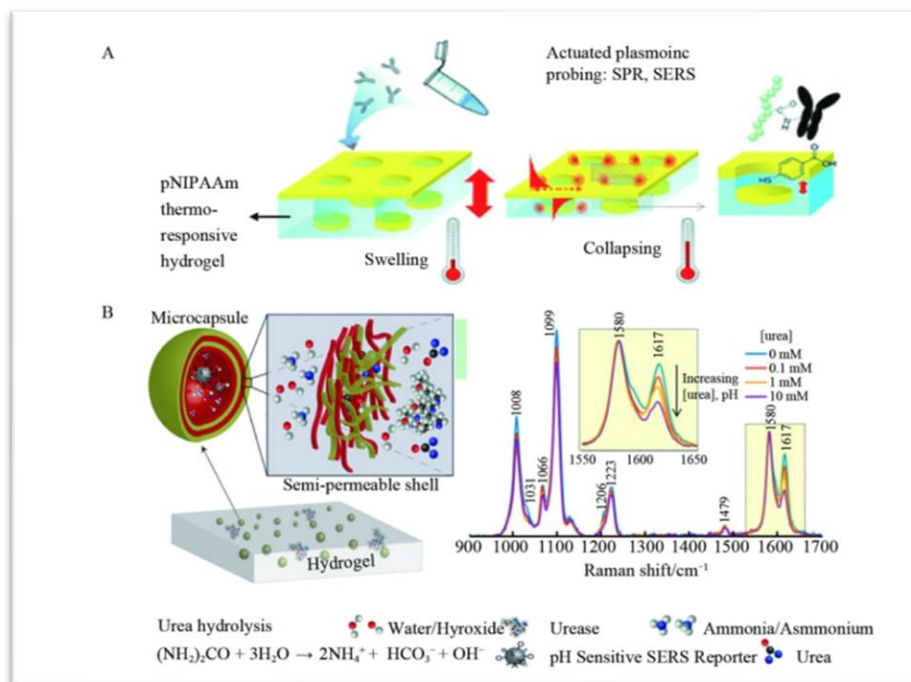 A
Actuated plasmoinc
probing: SPR, SERS
O
HN
O
OH
HS
pNIPAAm
thermo-
responsive
hydrogel
Swelling
Collapsing
B
Microcapsule
Semi-permeable shell
Hydrogel
1008
1031
1066
1099
1206
1223
1479
1580
1617
1580
1617
Increasing
[urea], pH
1550 1600 1650
[urea]
0 mM
0.1 mM
1 mM
10 mM
900 1000 1100 1200 1300 1400 1500 1600 1700
Raman shift/cm⁻¹
Urea hydrolysis
Water/Hyroxide
Urease
Ammonia/Asmmonium
(NH₂)₂CO + 3H₂O → 2NH₄⁺ + HCO₃⁻ + OH⁻
pH Sensitive SERS Reporter
Urea